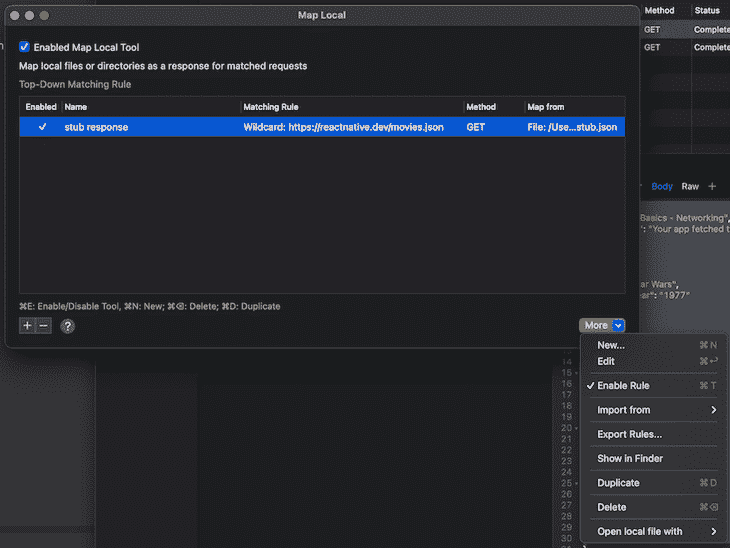 Map Local
Method Status
GET Complete
GET Complete
Enabled Map Local Tool
Map local files or directories as a response for matched requests
Top-Down Matching Rule
Enabled Name Matching Rule Method Map from
stub response Wildcard: https://reactnative.dev/movies.json GET File: /Use...stub.json
Body Raw +
Basics - Networking",
": "Your app fetched t
ar Wars",
ear": "1977"
⌘E: Enable/Disable Tool, ⌘N: New; ⌘⌫: Delete; ⌘D: Duplicate
+ − ?
More
New... ⌘N
Edit ⌘↩
✓ Enable Rule ⌘T
Import from >
Export Rules...
Show in Finder
Duplicate ⌘D
Delete ⌘⌫
Open local file with >
14
15
16
17
18
19
20
21
22
23
24
25
26
27
28
29
30